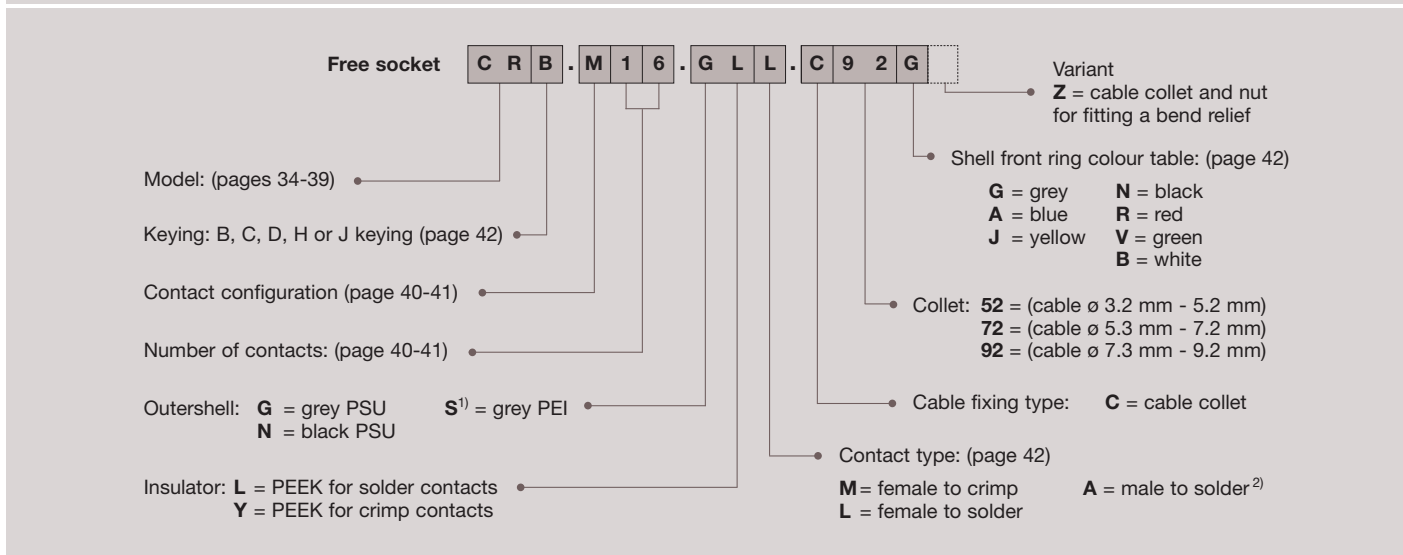 Free socket C R B . M 1 6 . G L L . C 9 2 G
Variant
Z = cable collet and nut
for fitting a bend relief
Shell front ring colour table: (page 42)
G = grey N = black
A = blue R = red
J = yellow V = green
B = white
Model: (pages 34-39)
Keying: B, C, D, H or J keying (page 42)
Contact configuration (page 40-41)
Collet: 52 = (cable ø 3.2 mm - 5.2 mm)
72 = (cable ø 5.3 mm - 7.2 mm)
92 = (cable ø 7.3 mm - 9.2 mm)
Number of contacts: (page 40-41)
Outershell: G = grey PSU S1) = grey PEI
N = black PSU
Cable fixing type: C = cable collet
Contact type: (page 42)
M = female to crimp A = male to solder 2)
L = female to solder
Insulator: L = PEEK for solder contacts
Y = PEEK for crimp contacts